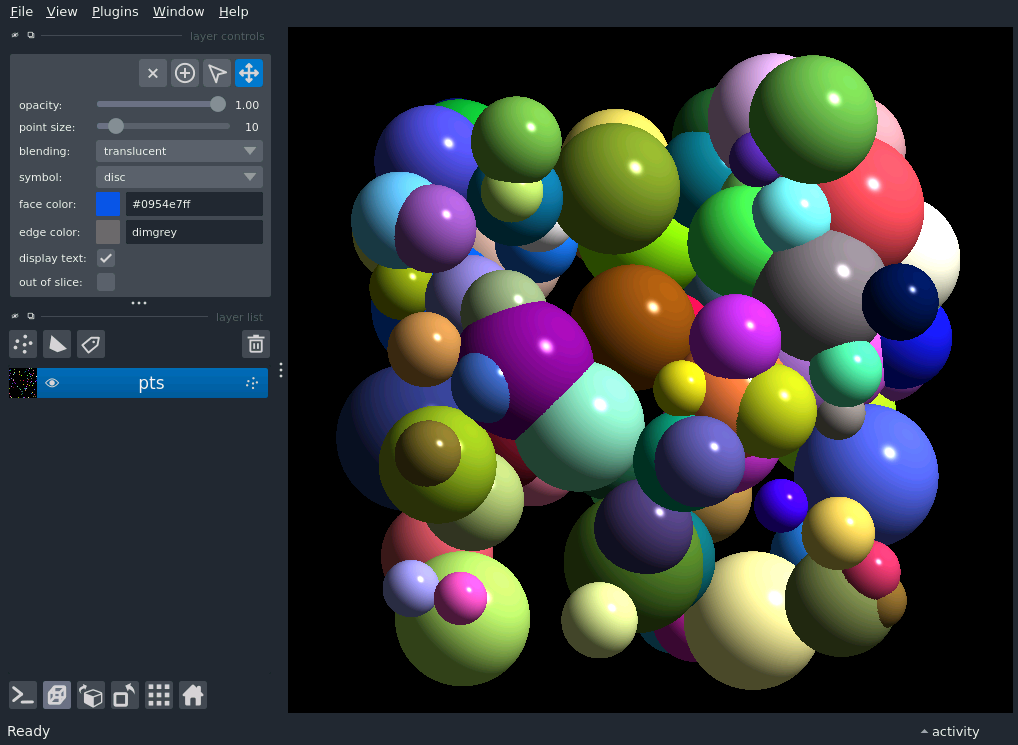 File View Plugins Window Help
layer controls
opacity: 1.00
point size: 10
blending: translucent
symbol: disc
face color: #0954e7ff
edge color: dimgrey
display text:
out of slice:
layer list
pts
Ready activity